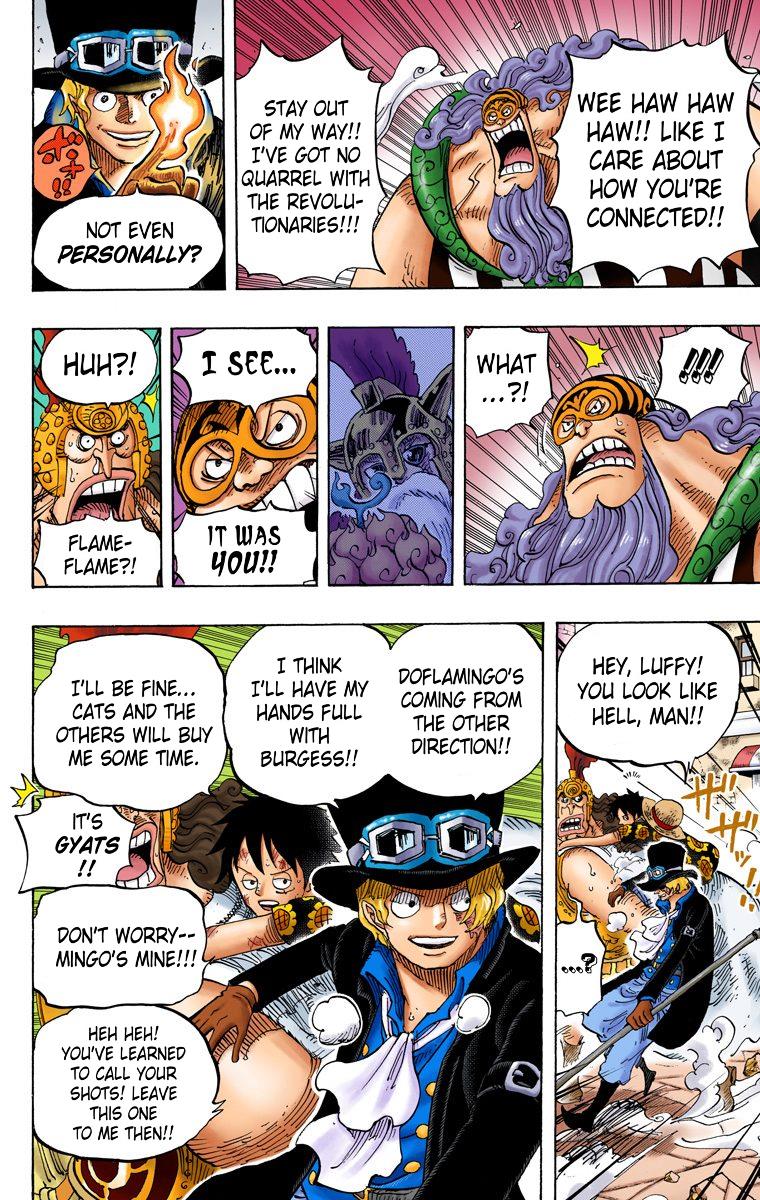 WEE HAW HAW
HAW!! LIKE I
CARE ABOUT
HOW YOU'RE
CONNECTED!!
STAY OUT
OF MY WAY!!
I'VE GOT NO
QUARREL WITH
THE REVOLU-
TIONARIES!!!
ボオ!!
NOT EVEN
PERSONALLY?
!!!!
WHAT
...?!
I SEE...
IT WAS
YOU!!
HUH?!
FLAME-
FLAME?!
HEY, LUFFY!
YOU LOOK LIKE
HELL, MAN!!
...?
DOFLAMINGO'S
COMING FROM
THE OTHER
DIRECTION!!
I THINK
I'LL HAVE MY
HANDS FULL
WITH
BURGESS!!
I'LL BE FINE...
CATS AND THE
OTHERS WILL BUY
ME SOME TIME.
IT'S
GYATS
!!
DON'T WORRY--
MINGO'S MINE!!!
HEH HEH!
YOU'VE LEARNED
TO CALL YOUR
SHOTS! LEAVE
THIS ONE
TO ME THEN!!